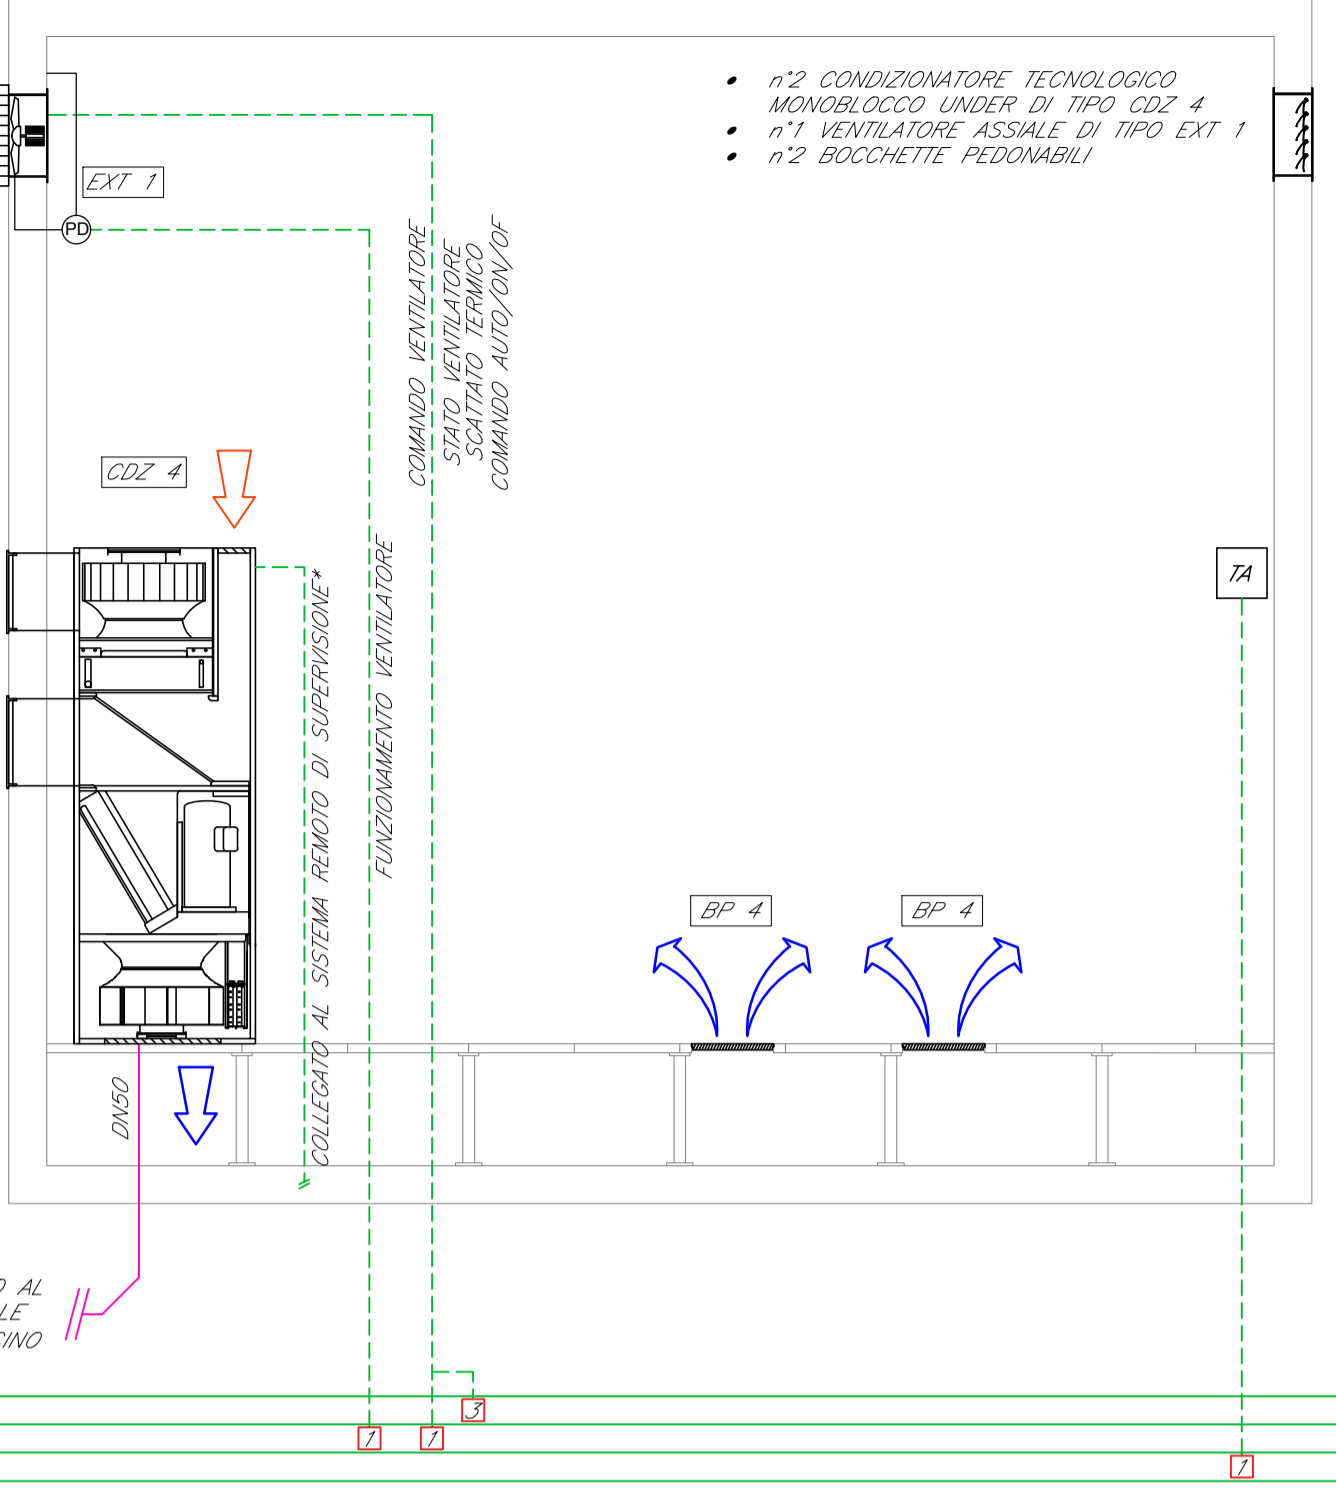 • n°2 CONDIZIONATORE TECNOLOGICO
MONOBLOCCO UNDER DI TIPO CDZ 4
• n°1 VENTILATORE ASSIALE DI TIPO EXT 1
• n°2 BOCCHETTE PEDONABILI
EXT 1
PD
COMANDO VENTILATORE
STATO VENTILATORE
SCATTATO TERMICO
COMANDO AUTO/ON/OF
CDZ 4
FUNZIONAMENTO VENTILATORE
COLLEGATO AL SISTEMA REMOTO DI SUPERVISIONE*
TA
BP 4
BP 4
DN50
AL
3
1
1
1